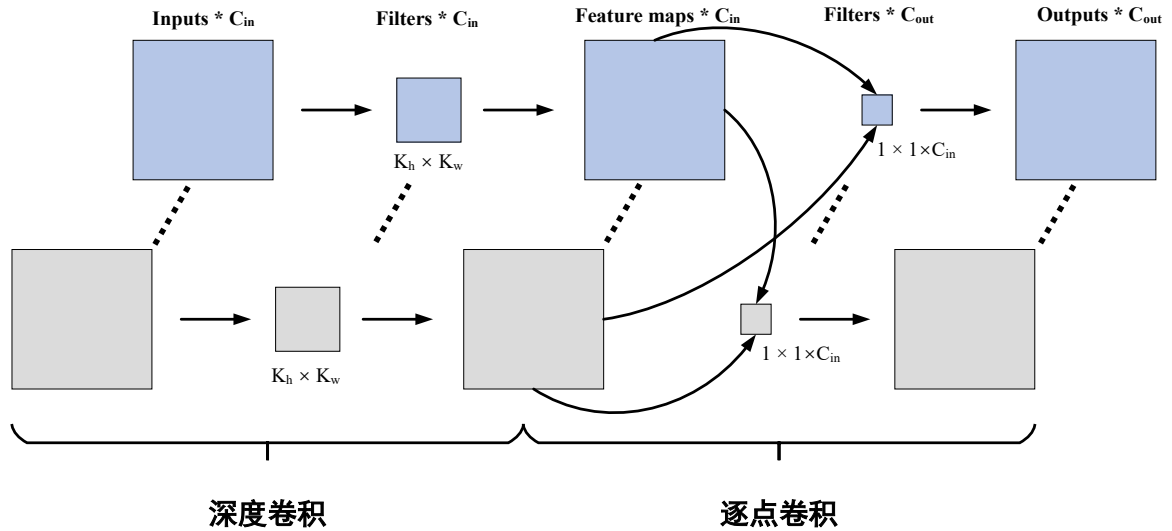 Inputs * Cin
Filters * Cin
Feature maps * Cin
Filters * Cout
Outputs * Cout
Kh × Kw
1 × 1×Cin
Kh × Kw
1 × 1×Cin
深度卷积
逐点卷积